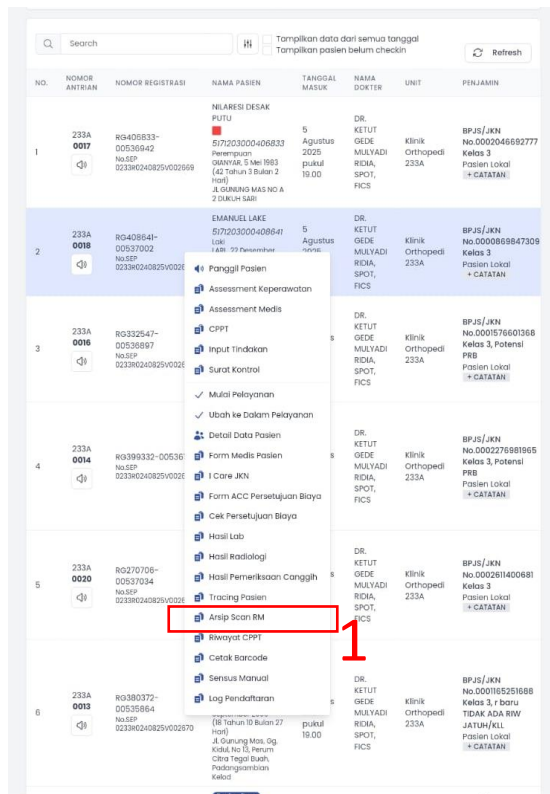 Search
Tampilkan data dari semua tanggal
Tampilkan pasien belum checkin
Refresh
NO.
NOMOR ANTRIAN
NOMOR REGISTRASI
NAMA PASIEN
TANGGAL MASUK
NAMA DOKTER
UNIT
PENJAMIN
1
233A
0017
RG406833-
00536942
No.SEP
0233R0240825V002669
NILARESI DESAK
PUTU
5171203000406833
Perempuan
GIANYAR, 5 Mei 1983
(42 Tahun 3 Bulan 2
Hari)
JL GUNUNG MAS NO A
2 DUKUH SARI
5
Agustus
2025
pukul
19.00
DR.
KETUT
GEDE
MULYADI
RIDIA,
SPOT,
FICS
Klinik
Orthopedi
233A
BPJS/JKN
No.0002046692777
Kelas 3
Pasien Lokal
+ CATATAN
2
233A
0018
RG408641-
00537002
No.SEP
EMANUEL LAKE
5171203000408641
Laki
5
Agustus
DR.
KETUT
GEDE
MULYADI
RIDIA,
SPOT,
FICS
Klinik
Orthopedi
233A
BPJS/JKN
No.0000869847309
Kelas 3
Pasien Lokal
+ CATATAN
3
233A
0016
RG332547-
00536897
No.SEP
DR.
KETUT
GEDE
MULYADI
RIDIA,
SPOT,
FICS
Klinik
Orthopedi
233A
BPJS/JKN
No.0001576601368
Kelas 3, Potensi
PRB
Pasien Lokal
+ CATATAN
4
233A
0014
RG399332-00536
No.SEP
DR.
KETUT
GEDE
MULYADI
RIDIA,
SPOT,
FICS
Klinik
Orthopedi
233A
BPJS/JKN
No.0002276981965
Kelas 3, Potensi
PRB
Pasien Lokal
+ CATATAN
5
233A
0020
RG270706-
00537034
No.SEP
DR.
KETUT
GEDE
MULYADI
RIDIA,
SPOT,
FICS
Klinik
Orthopedi
233A
BPJS/JKN
No.0002611400681
Kelas 3
Pasien Lokal
+ CATATAN
6
233A
0013
RG380372-
00535864
No.SEP
0233R0240825V002670
(18 Tahun 10 Bulan 27
Hari)
Jl. Gunung Mas, Gg.
Kidul, No 13, Perum
Citra Tegal Buah,
Padangsambian
Kelod
pukul
19.00
DR.
KETUT
GEDE
MULYADI
RIDIA,
SPOT,
FICS
Klinik
Orthopedi
233A
BPJS/JKN
No.0001165251688
Kelas 3, r baru
TIDAK ADA RIW
JATUH/KLL
Pasien Lokal
+ CATATAN
Panggil Pasien
Assessment Keperawatan
Assessment Medis
CPPT
Input Tindakan
Surat Kontrol
Mulai Pelayanan
Ubah ke Dalam Pelayanan
Detail Data Pasien
Form Medis Pasien
I Care JKN
Form ACC Persetujuan Biaya
Cek Persetujuan Biaya
Hasil Lab
Hasil Radiologi
Hasil Pemeriksaan Canggih
Tracing Pasien
Arsip Scan RM
Riwayat CPPT
Cetak Barcode
Sensus Manual
Log Pendaftaran
1